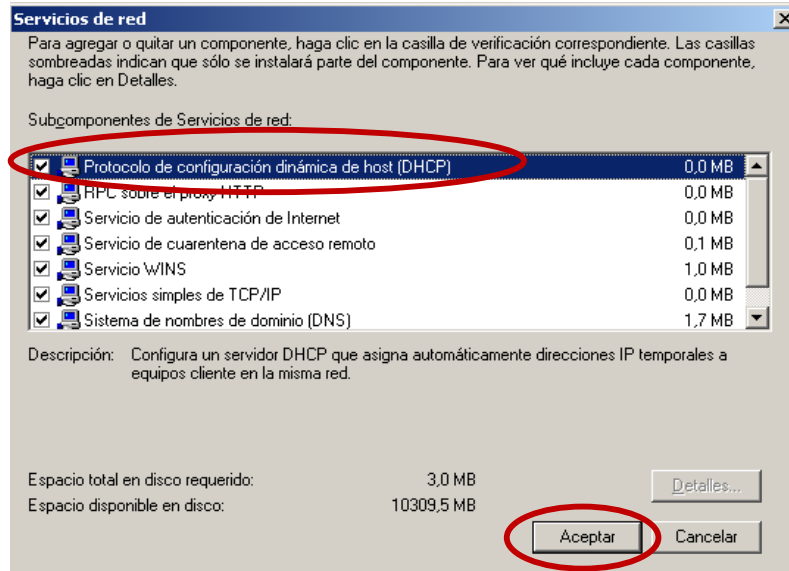 Servicios de red
Para agregar o quitar un componente, haga clic en la casilla de verificación correspondiente. Las casillas
sombreadas indican que sólo se instalará parte del componente. Para ver qué incluye cada componente,
haga clic en Detalles.
Subcomponentes de Servicios de red:
Protocolo de configuración dinámica de host (DHCP) 0,0 MB
RPC sobre el proxy HTTP 0,0 MB
Servicio de autenticación de Internet 0,0 MB
Servicio de cuarentena de acceso remoto 0,1 MB
Servicio WINS 1,0 MB
Servicios simples de TCP/IP 0,0 MB
Sistema de nombres de dominio (DNS) 1,7 MB
Descripción: Configura un servidor DHCP que asigna automáticamente direcciones IP temporales a
equipos cliente en la misma red.
Espacio total en disco requerido: 3,0 MB
Detalles...
Espacio disponible en disco: 10309,5 MB
Aceptar Cancelar